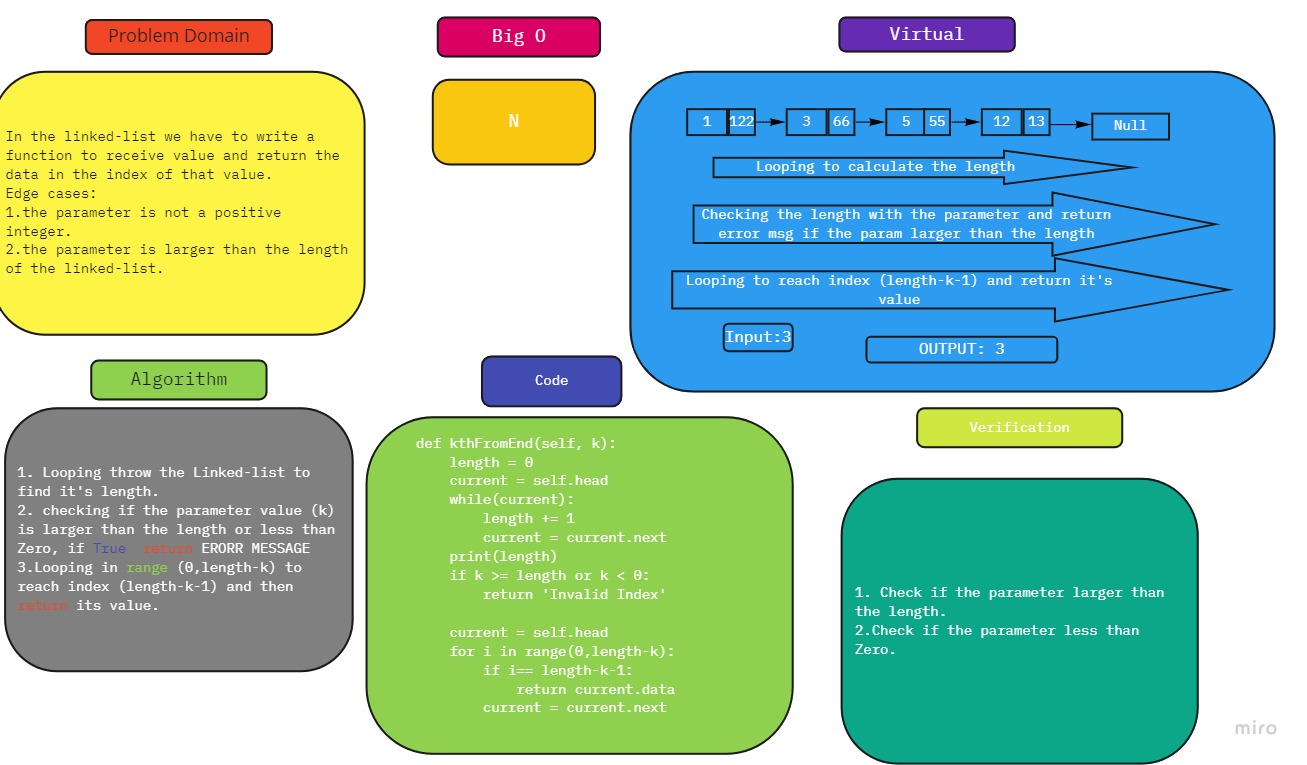 Problem Domain
In the linked-list we have to write a
function to receive value and return the
data in the index of that value.
Edge cases:
1.the parameter is not a positive
integer.
2.the parameter is larger than the length
of the linked-list.
Big O
N
Virtual
1 122 3 66 5 55 12 13 Null
Looping to calculate the length
Checking the length with the parameter and return
error msg if the param larger than the length
Looping to reach index (length-k-1) and return it's
value
Input:3
OUTPUT: 3
Algorithm
1. Looping throw the Linked-list to
find it's length.
2. checking if the parameter value (k)
is larger than the length or less than
Zero, if True return ERORR MESSAGE
3.Looping in range (0,length-k) to
reach index (length-k-1) and then
return its value.
Code
def kthFromEnd(self, k):
    length = 0
    current = self.head
    while(current):
        length += 1
        current = current.next
    print(length)
    if k >= length or k < 0:
        return 'Invalid Index'
    current = self.head
    for i in range(0,length-k):
        if i== length-k-1:
            return current.data
        current = current.next
Verification
1. Check if the parameter larger than
the length.
2.Check if the parameter less than
Zero.
miro